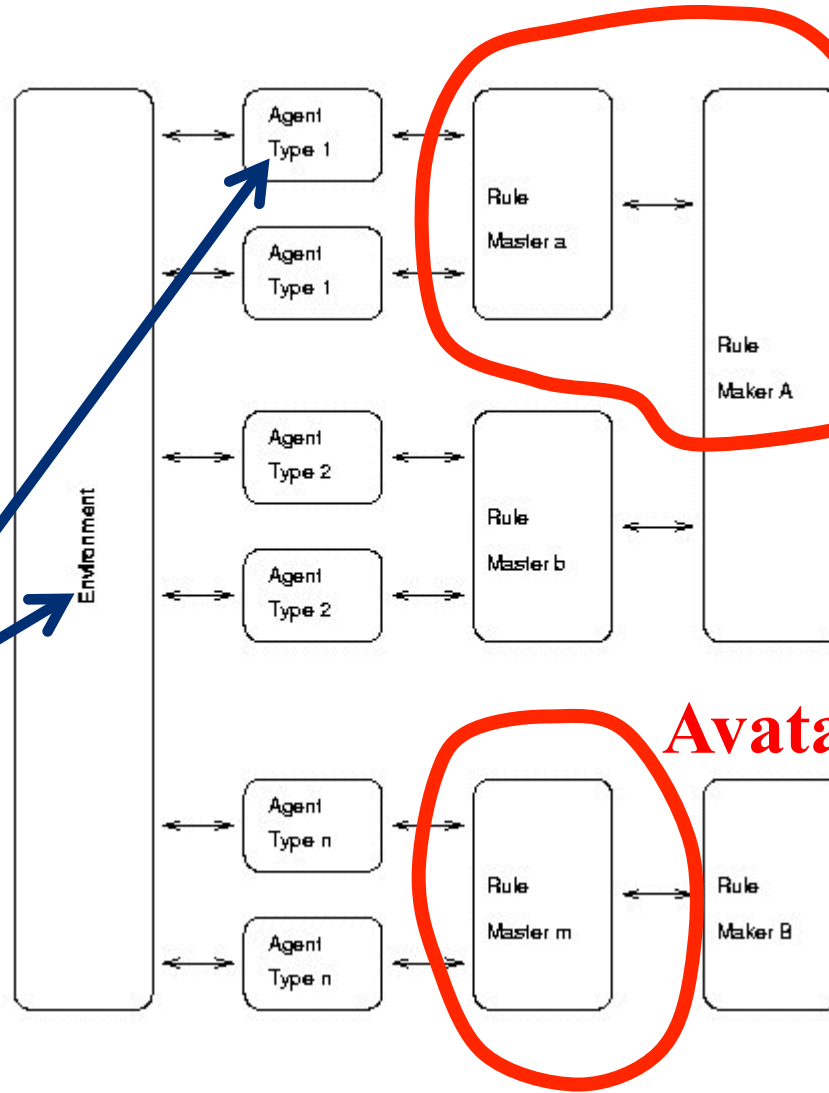 Agent
Type 1
Rule
Master a
Agent
Type 1
Rule
Maker A
Agent
Type 2
Rule
Master b
Environment
Agent
Type 2
Avata
Agent
Type n
Rule
Master m
Rule
Maker B
Agent
Type n